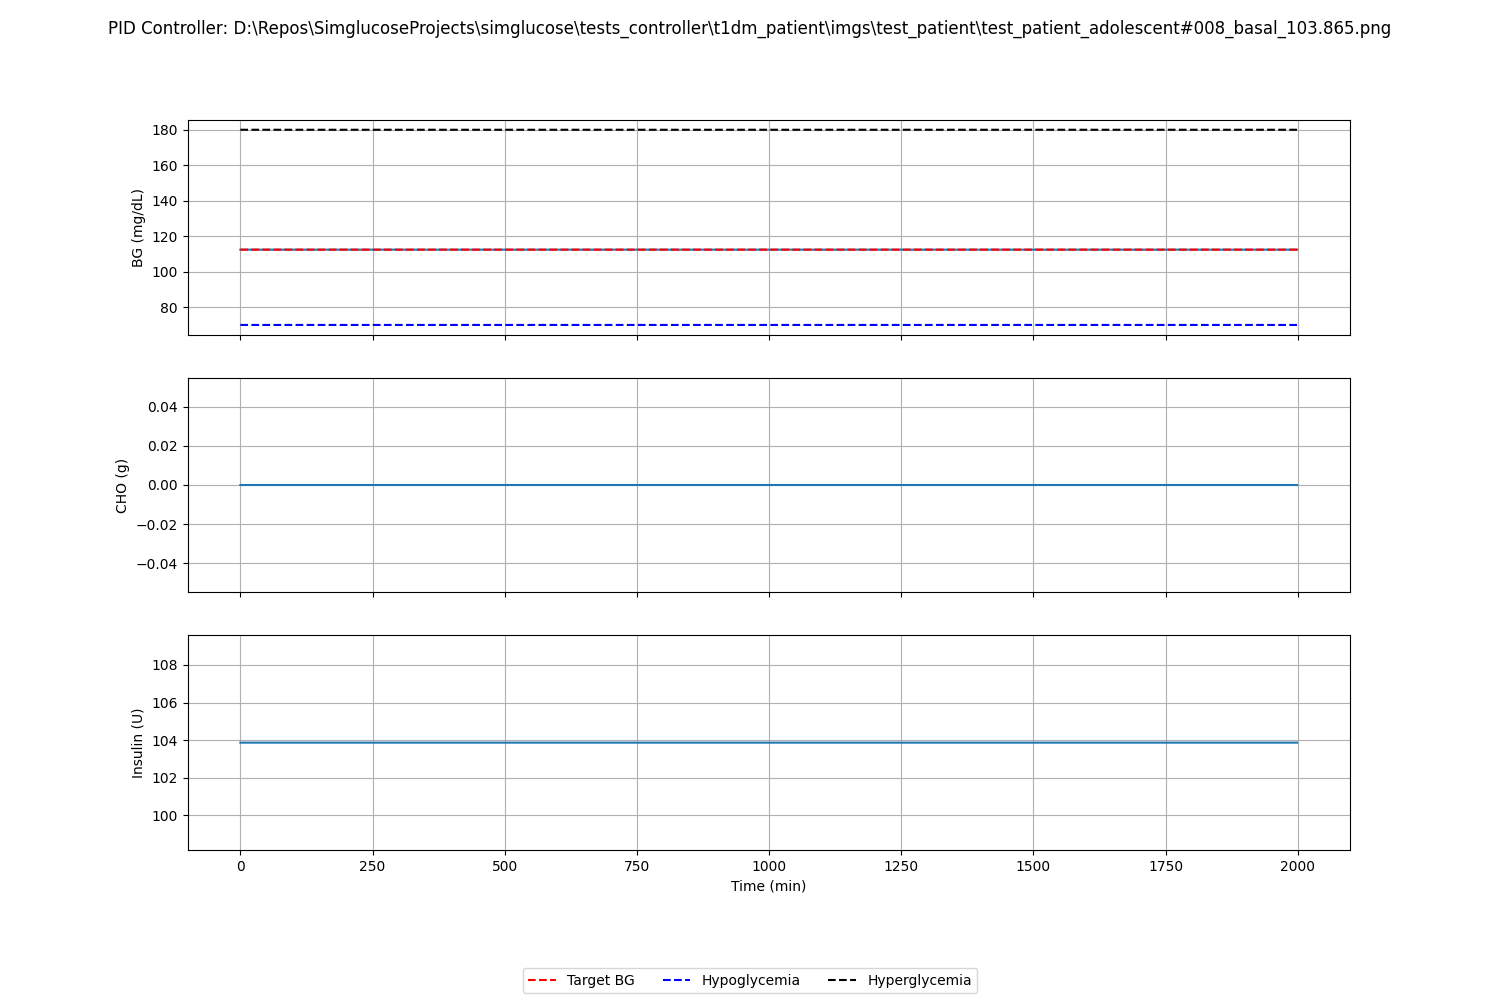 PID Controller: D:\Repos\SimglucoseProjects\simglucose\tests_controller\t1dm_patient\imgs\test_patient\test_patient_adolescent#008_basal_103.865.png
180
160
140
120
100
80
BG (mg/dL)
0.04
0.02
0.00
−0.02
−0.04
CHO (g)
108
106
104
102
100
Insulin (U)
0 250 500 750 1000 1250 1500 1750 2000
Time (min)
Target BG Hypoglycemia Hyperglycemia